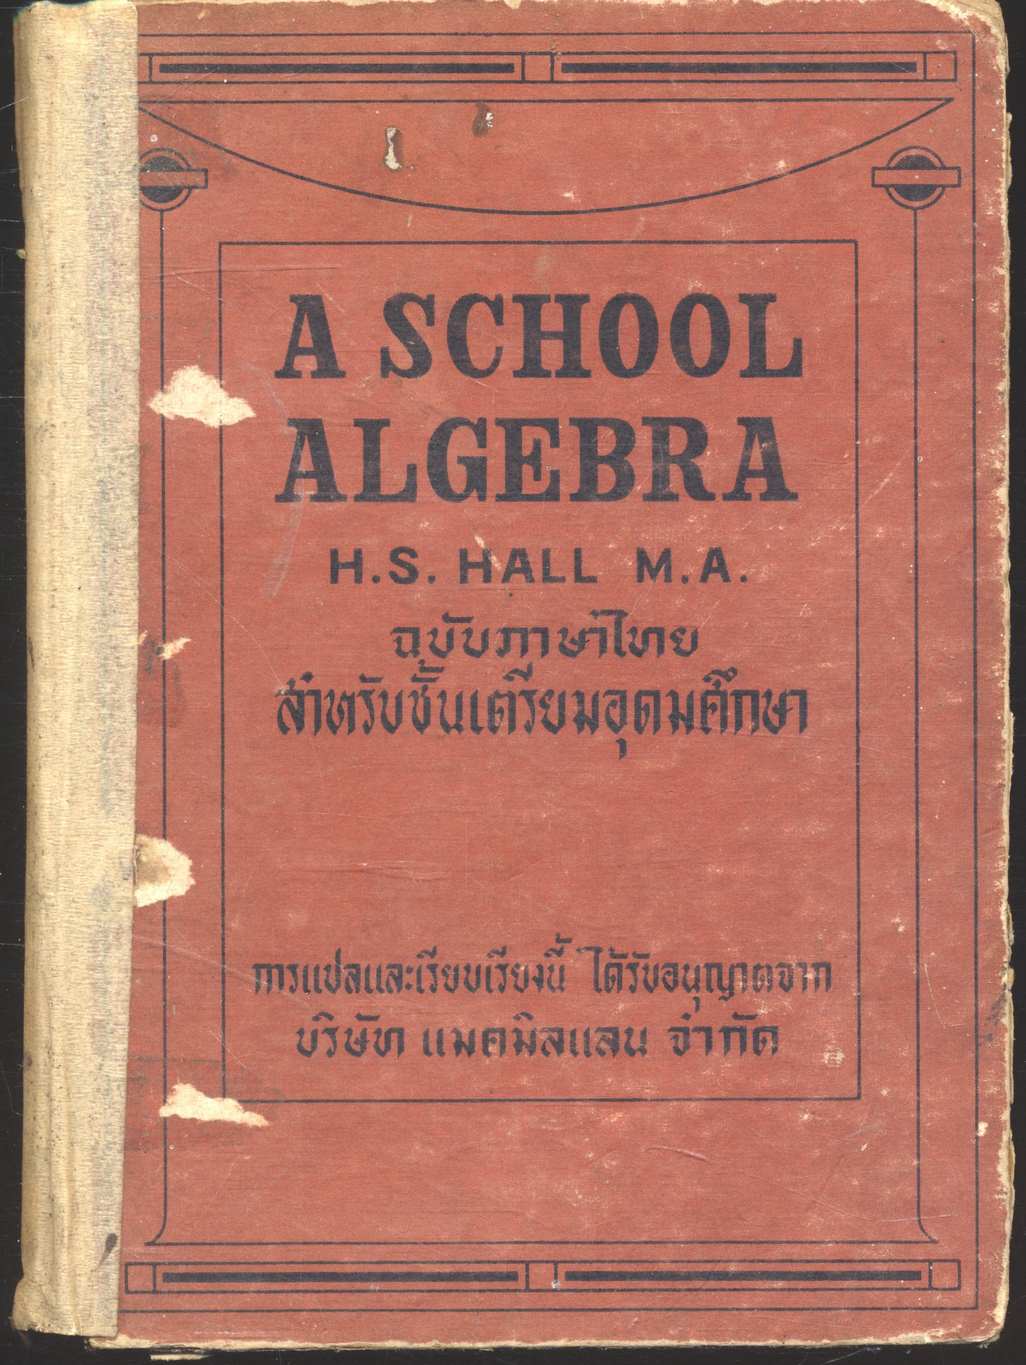 A SCHOOL
ALGEBRA
H.S. HALL M.A.
ฉบับภาษาไทย
สำหรับชั้นเตรียมอุดมศึกษา
การแปลและเรียบเรียงนี้ ได้รับอนุญาตจาก
บริษัท แมคมิลแลน จำกัด